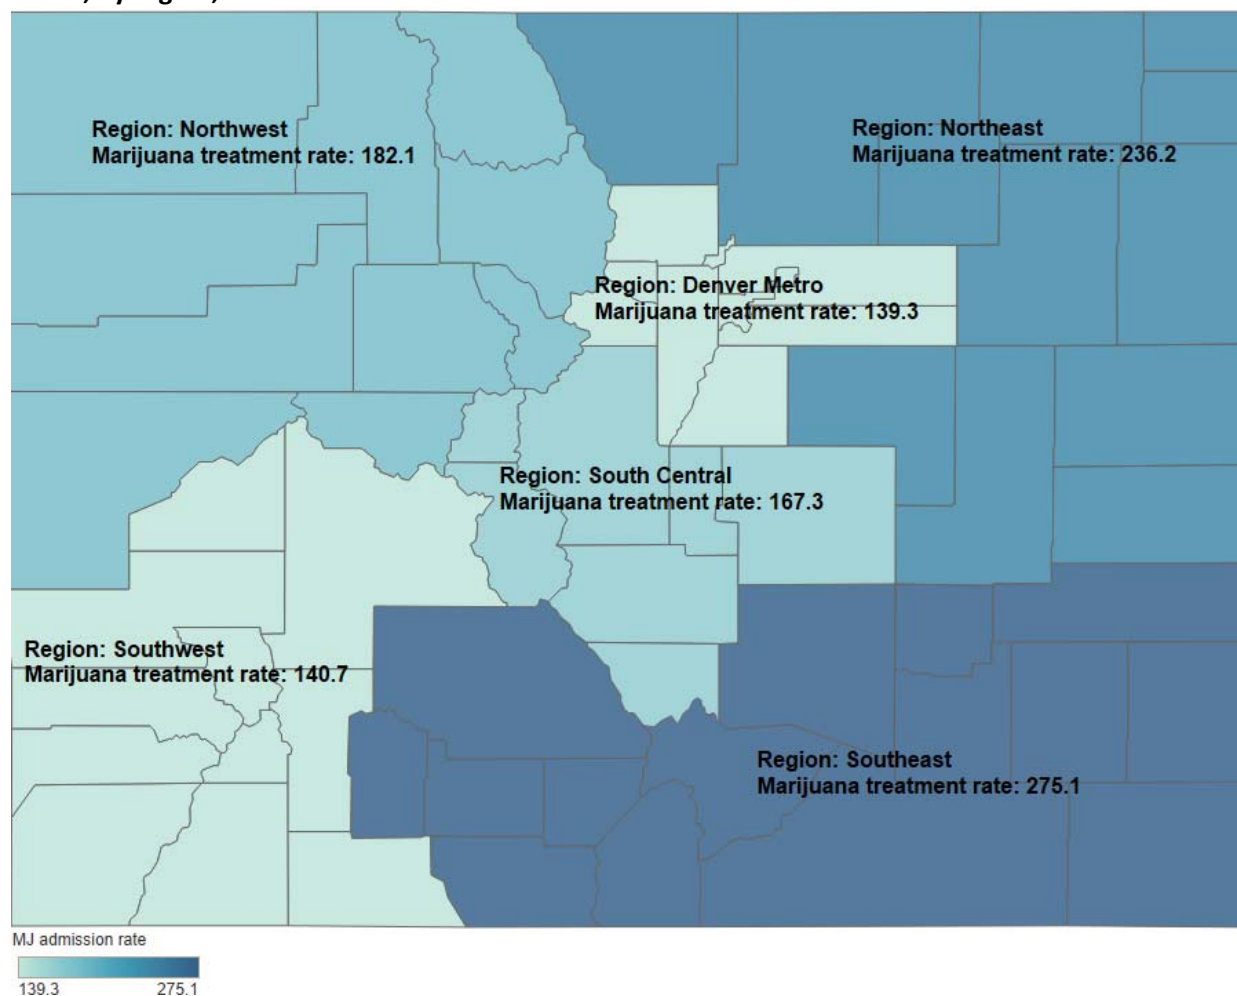 Region: Northwest
Marijuana treatment rate: 182.1
Region: Northeast
Marijuana treatment rate: 236.2
Region: Denver Metro
Marijuana treatment rate: 139.3
Region: South Central
Marijuana treatment rate: 167.3
Region: Southwest
Marijuana treatment rate: 140.7
Region: Southeast
Marijuana treatment rate: 275.1
MJ admission rate
139.3 275.1